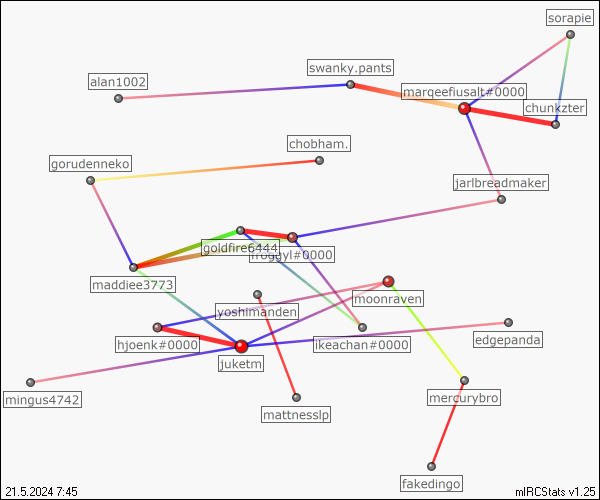 sorapie
swanky.pants
alan1002
marqeefiusalt#0000
chunkzter
chobham.
gorudenneko
jarlbreadmaker
goldfire6444
froggyl#0000
maddiee3773
moonraven
yoshimanden
hjoenk#0000
ikeachan#0000
edgepanda
juketm
mingus4742
mercurybro
mattnesslp
fakedingo
21.5.2024 7:45
mIRCStats v1.25